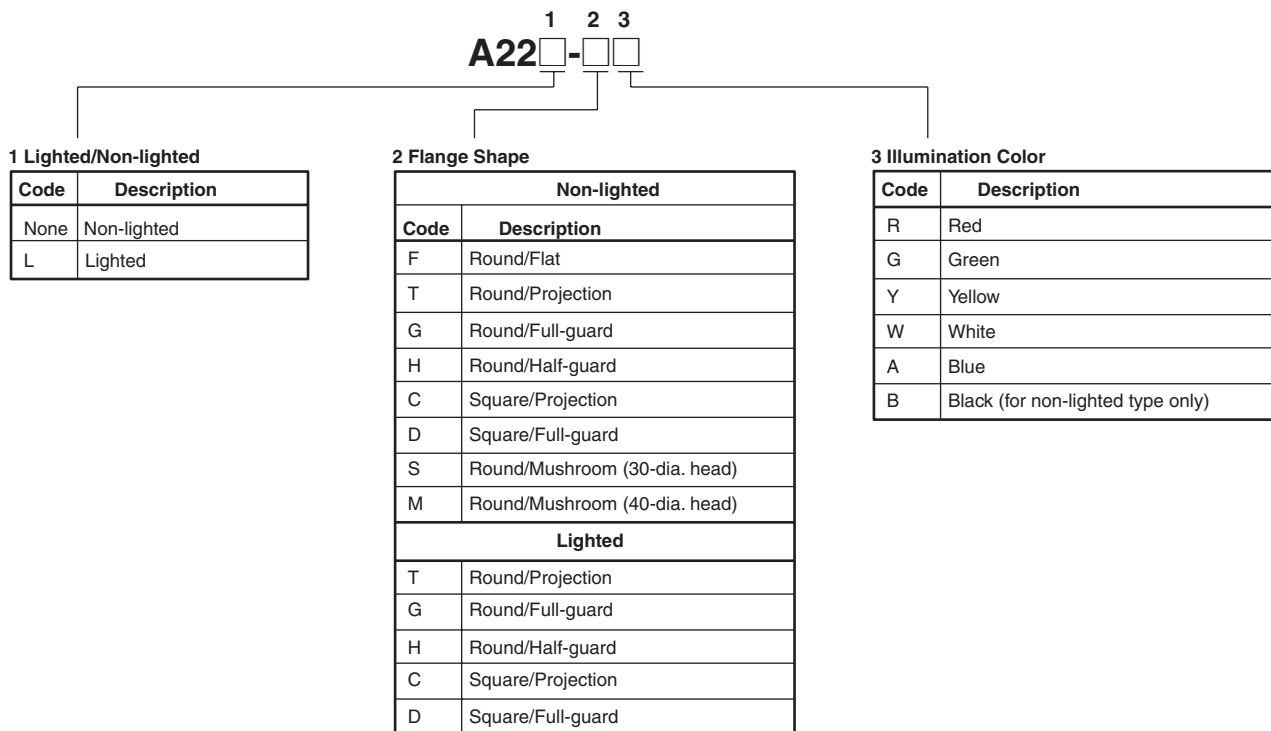 1 2 3
A22□-□□
1 Lighted/Non-lighted
Code Description
None Non-lighted
L Lighted
2 Flange Shape
Non-lighted
Code Description
F Round/Flat
T Round/Projection
G Round/Full-guard
H Round/Half-guard
C Square/Projection
D Square/Full-guard
S Round/Mushroom (30-dia. head)
M Round/Mushroom (40-dia. head)
Lighted
T Round/Projection
G Round/Full-guard
H Round/Half-guard
C Square/Projection
D Square/Full-guard
3 Illumination Color
Code Description
R Red
G Green
Y Yellow
W White
A Blue
B Black (for non-lighted type only)